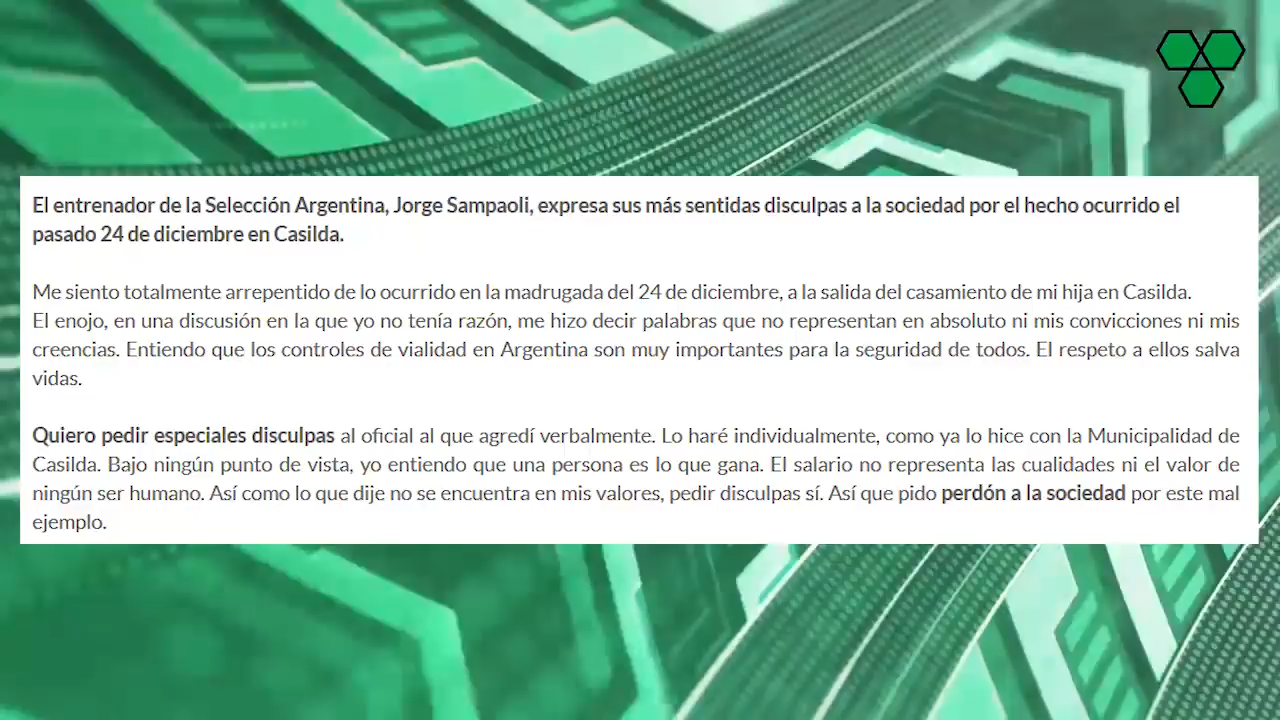 El entrenador de la Selección Argentina, Jorge Sampaoli, expresa sus más sentidas disculpas a la sociedad por el hecho ocurrido el
pasado 24 de diciembre en Casilda.
Me siento totalmente arrepentido de lo ocurrido en la madrugada del 24 de diciembre, a la salida del casamiento de mi hija en Casilda.
El enojo, en una discusión en la que yo no tenía razón, me hizo decir palabras que no representan en absoluto ni mis convicciones ni mis
creencias. Entiendo que los controles de vialidad en Argentina son muy importantes para la seguridad de todos. El respeto a ellos salva
vidas.
Quiero pedir especiales disculpas al oficial al que agredí verbalmente. Lo haré individualmente, como ya lo hice con la Municipalidad de
Casilda. Bajo ningún punto de vista, yo entiendo que una persona es lo que gana. El salario no representa las cualidades ni el valor de
ningún ser humano. Así como lo que dije no se encuentra en mis valores, pedir disculpas sí. Así que pido perdón a la sociedad por este mal
ejemplo.